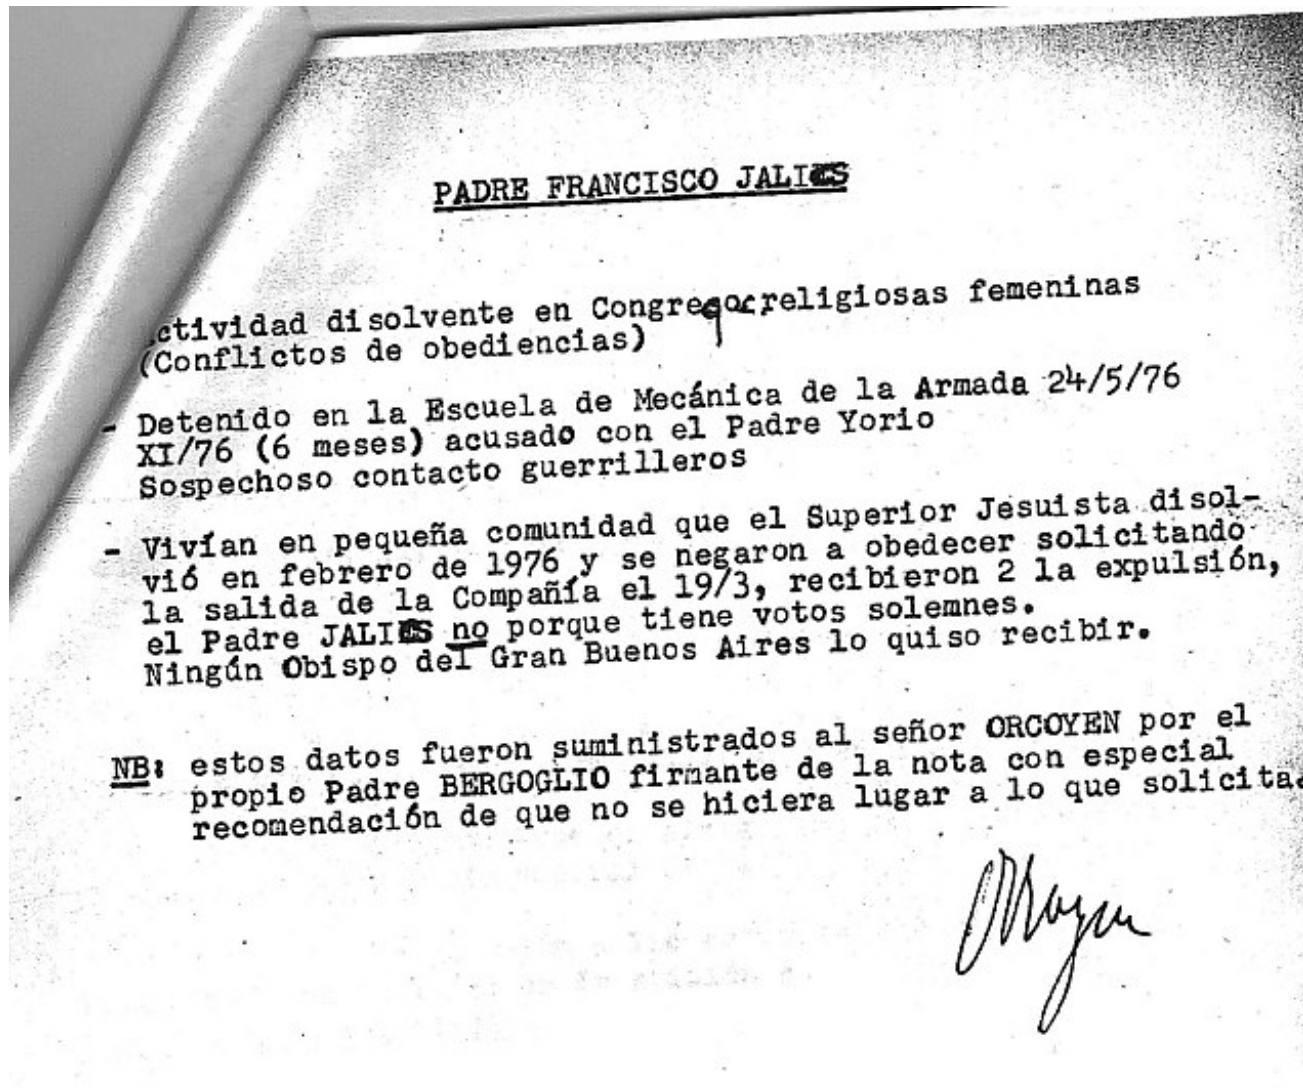 PADRE FRANCISCO JALICS
ctividad disolvente en Congregac. religiosas femeninas
(Conflictos de obediencias)
- Detenido en la Escuela de Mecánica de la Armada 24/5/76
XI/76 (6 meses) acusado con el Padre Yorio
Sospechoso contacto guerrilleros
- Vivían en pequeña comunidad que el Superior Jesuista disol-
vió en febrero de 1976 y se negaron a obedecer solicitando
la salida de la Compañía el 19/3, recibieron 2 la expulsión,
el Padre JALICS no porque tiene votos solemnes.
Ningún Obispo del Gran Buenos Aires lo quiso recibir.
NB: estos datos fueron suministrados al señor ORCOYEN por el
propio Padre BERGOGLIO firmante de la nota con especial
recomendación de que no se hiciera lugar a lo que solicita.